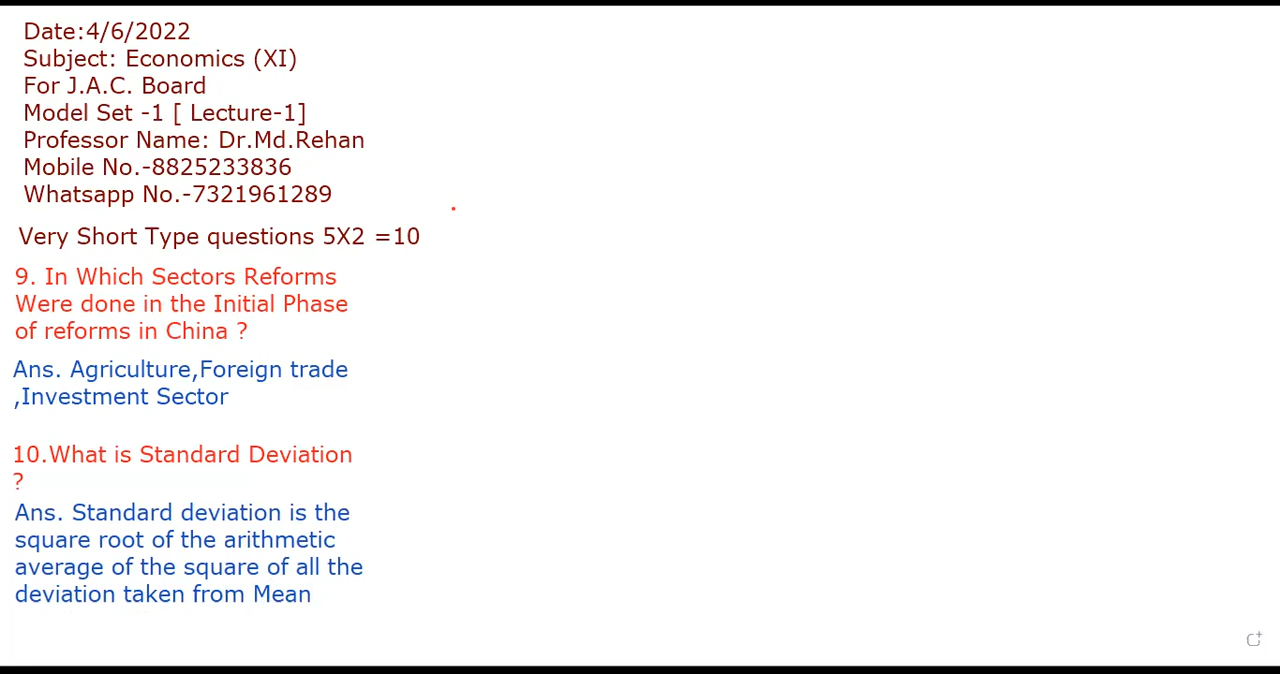 Date:4/6/2022
Subject: Economics (XI)
For J.A.C. Board
Model Set -1 [ Lecture-1]
Professor Name: Dr.Md.Rehan
Mobile No.-8825233836
Whatsapp No.-7321961289
Very Short Type questions 5X2 =10
9. In Which Sectors Reforms
Were done in the Initial Phase
of reforms in China ?
Ans. Agriculture,Foreign trade
,Investment Sector
10.What is Standard Deviation
?
Ans. Standard deviation is the
square root of the arithmetic
average of the square of all the
deviation taken from Mean